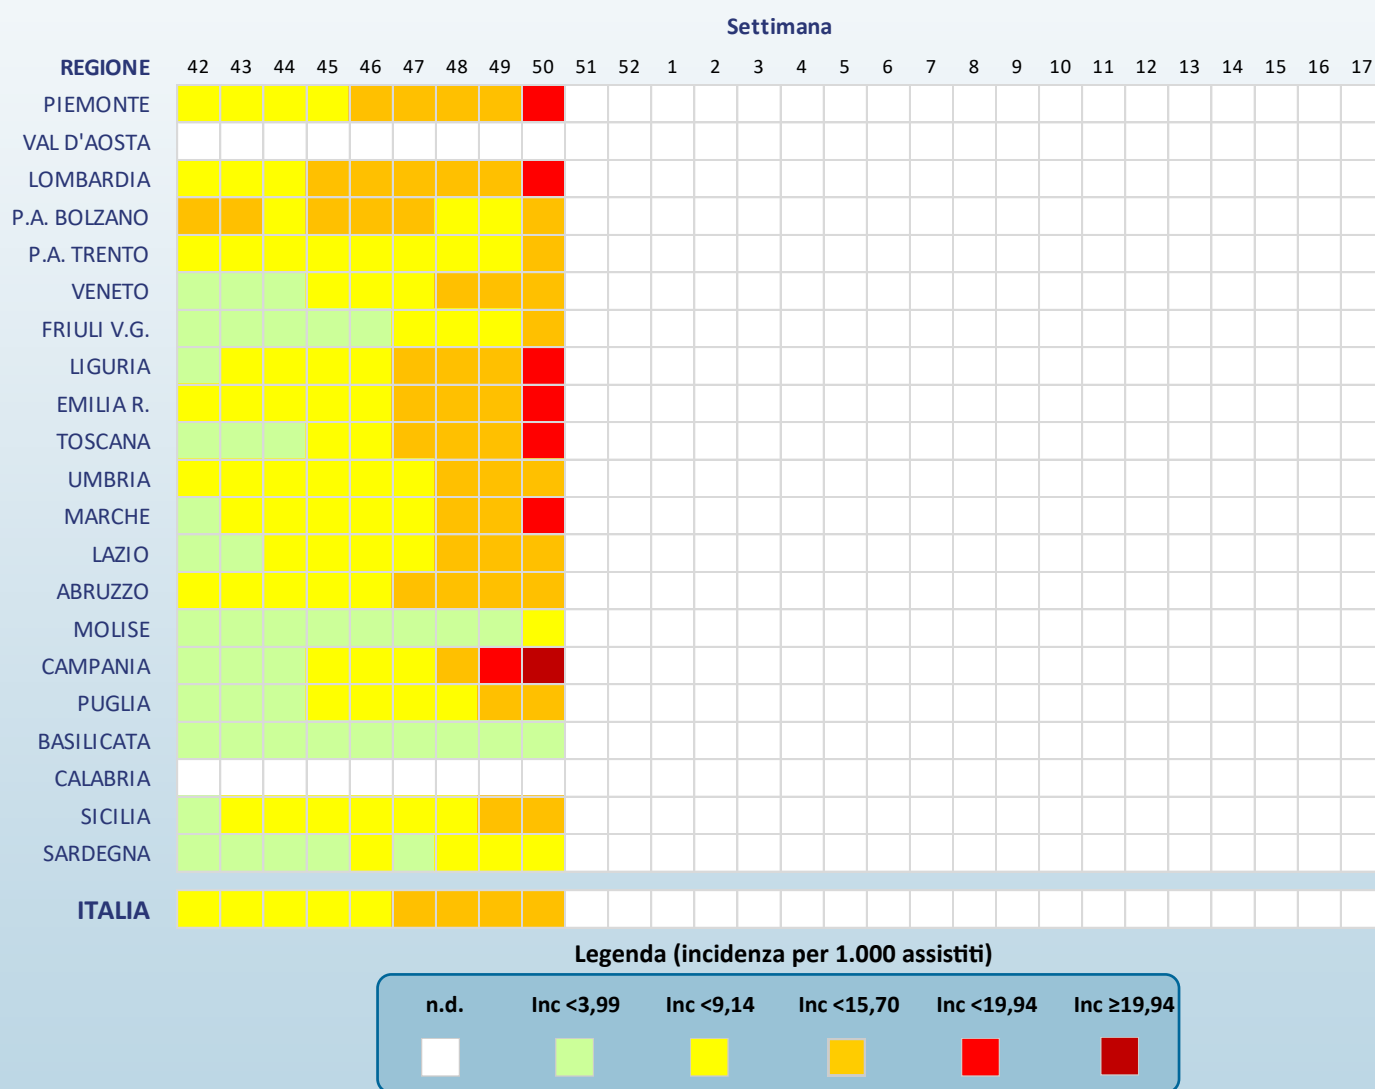 Settimana
REGIONE 42 43 44 45 46 47 48 49 50 51 52 1 2 3 4 5 6 7 8 9 10 11 12 13 14 15 16 17
PIEMONTE
VAL D'AOSTA
LOMBARDIA
P.A. BOLZANO
P.A. TRENTO
VENETO
FRIULI V.G.
LIGURIA
EMILIA R.
TOSCANA
UMBRIA
MARCHE
LAZIO
ABRUZZO
MOLISE
CAMPANIA
PUGLIA
BASILICATA
CALABRIA
SICILIA
SARDEGNA
ITALIA
Legenda (incidenza per 1.000 assistiti)
n.d. Inc <3,99 Inc <9,14 Inc <15,70 Inc <19,94 Inc ≥19,94